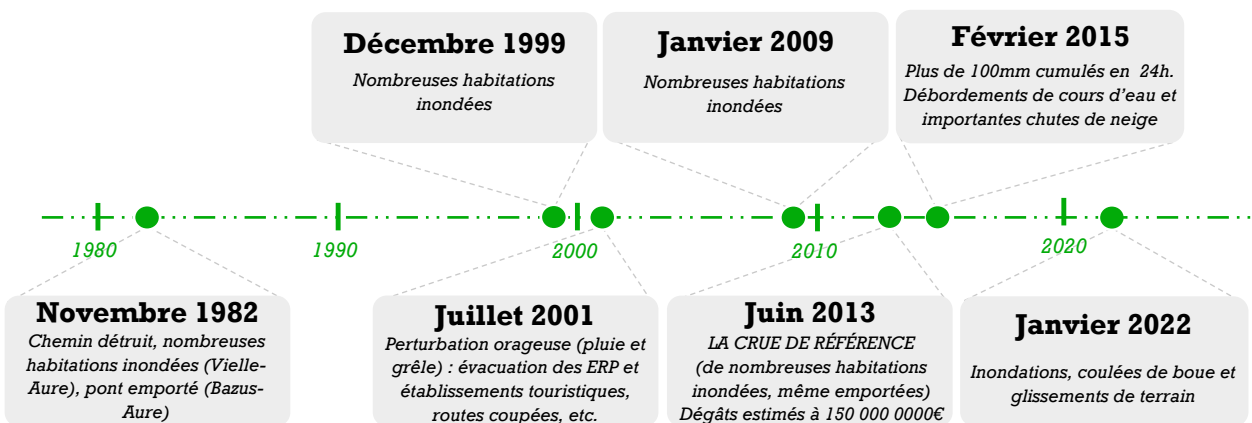 Décembre 1999
Nombreuses habitations
inondées
Janvier 2009
Nombreuses habitations
inondées
Février 2015
Plus de 100mm cumulés en 24h.
Débordements de cours d'eau et
importantes chutes de neige
1980
1990
2000
2010
2020
Novembre 1982
Chemin détruit, nombreuses
habitations inondées (Vielle-
Aure), pont emporté (Bazus-
Aure)
Juillet 2001
Perturbation orageuse (pluie et
grêle) : évacuation des ERP et
établissements touristiques,
routes coupées, etc.
Juin 2013
LA CRUE DE RÉFÉRENCE
(de nombreuses habitations
inondées, même emportées)
Dégâts estimés à 150 000 0000€
Janvier 2022
Inondations, coulées de boue et
glissements de terrain